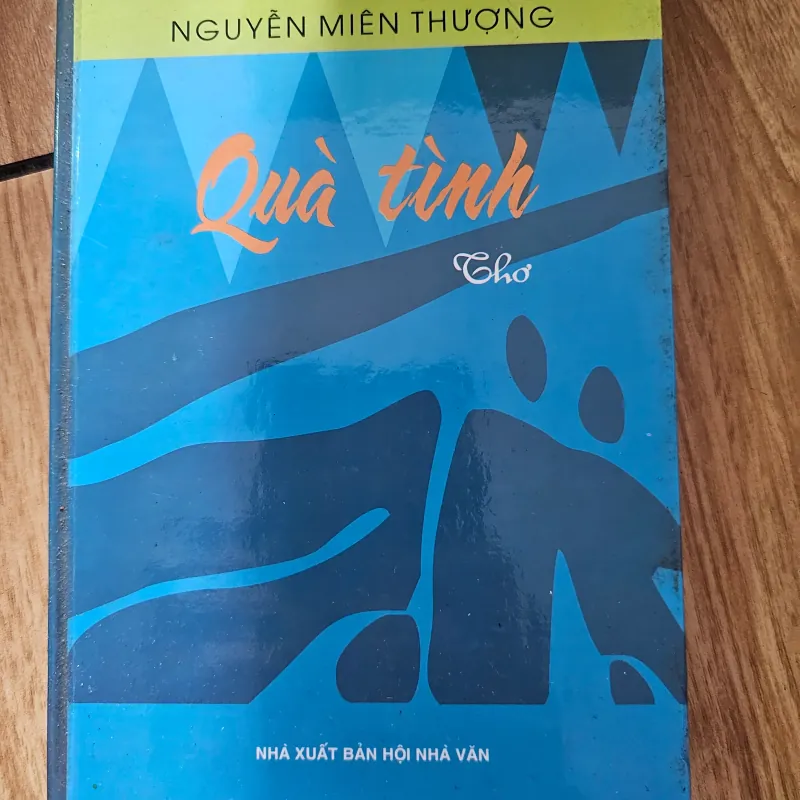 NGUYỄN MIÊN THƯỢNG
Quà tình
Thơ
NHÀ XUẤT BẢN HỘI NHÀ VĂN